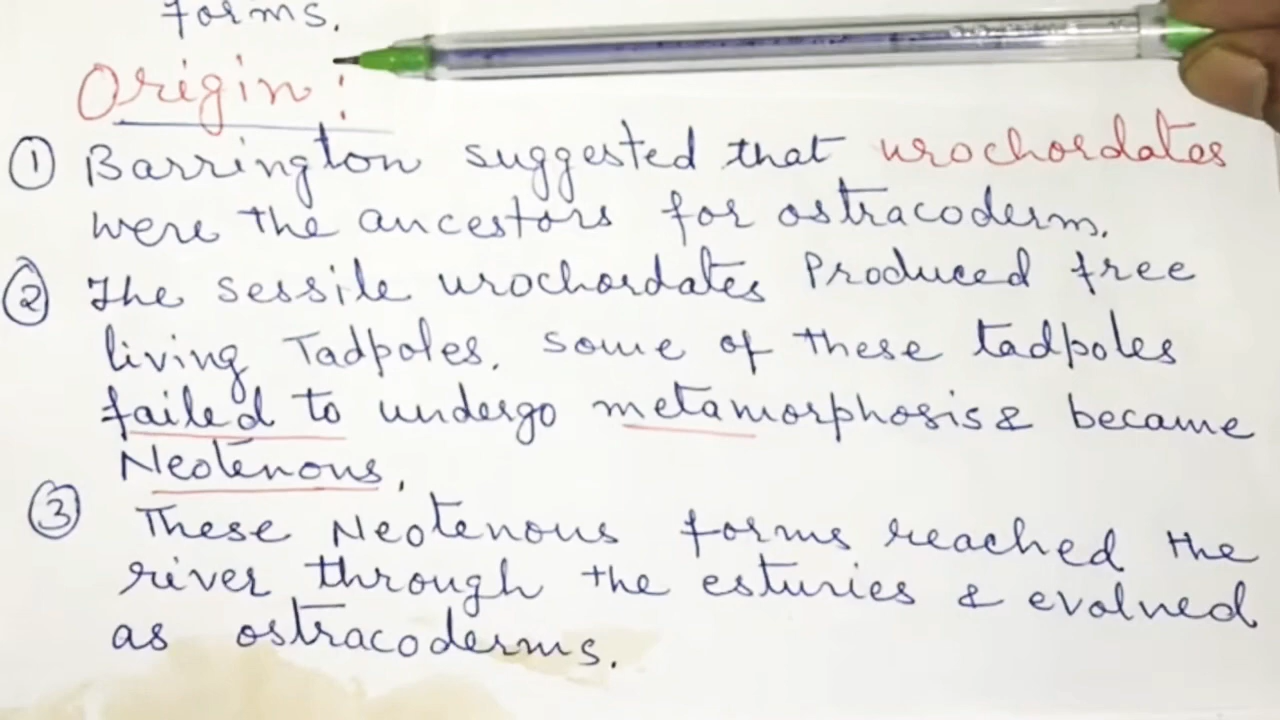 forms.
Origin :
① Barrington suggested that urochordates
were the ancestors for ostracoderm.
② The sessile urochordates Produced free
living Tadpoles. some of these tadpoles
failed to undergo metamorphosis & became
Neotenous.
③ These Neotenous forms reached the
river through the esturies & evolved
as ostracoderms.